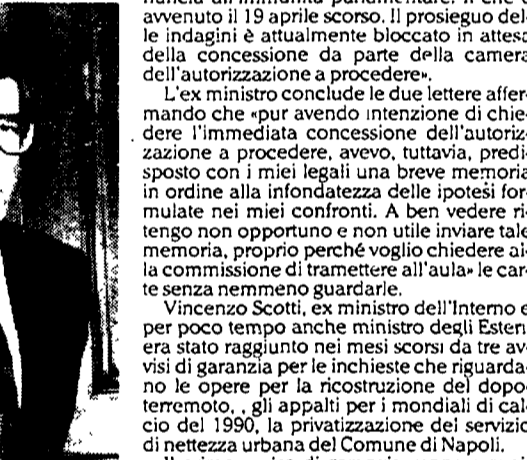 nuncia all'immunità parlamentare. Il che è
avvenuto il 19 aprile scorso. Il prosieguo del-
le indagini è attualmente bloccato in attesa
della concessione da parte della camera
dell'autorizzazione a procedere».
L'ex ministro conclude le due lettere affer-
mando che «pur avendo intenzione di chie-
dere l'immediata concessione dell'autoriz-
zazione a procedere, avevo, tuttavia, predi-
sposto con i miei legali una breve memoria
in ordine alla infondatezza delle ipotesi for-
mulate nei miei confronti. A ben vedere ri-
tengo non opportuno e non utile inviare tale
memoria, proprio perché voglio chiedere al-
la commissione di tramettere all'aula» le car-
te senza nemmeno guardarle.
Vincenzo Scotti, ex ministro dell'Interno e
per poco tempo anche ministro degli Esteri
era stato raggiunto nei mesi scorsi da tre av-
visi di garanzia per le inchieste che riguarda-
no le opere per la ricostruzione del dopo-
terremoto, , gli appalti per i mondiali di cal-
cio del 1990, la privatizzazione del servizio
di nettezza urbana del Comune di Napoli.